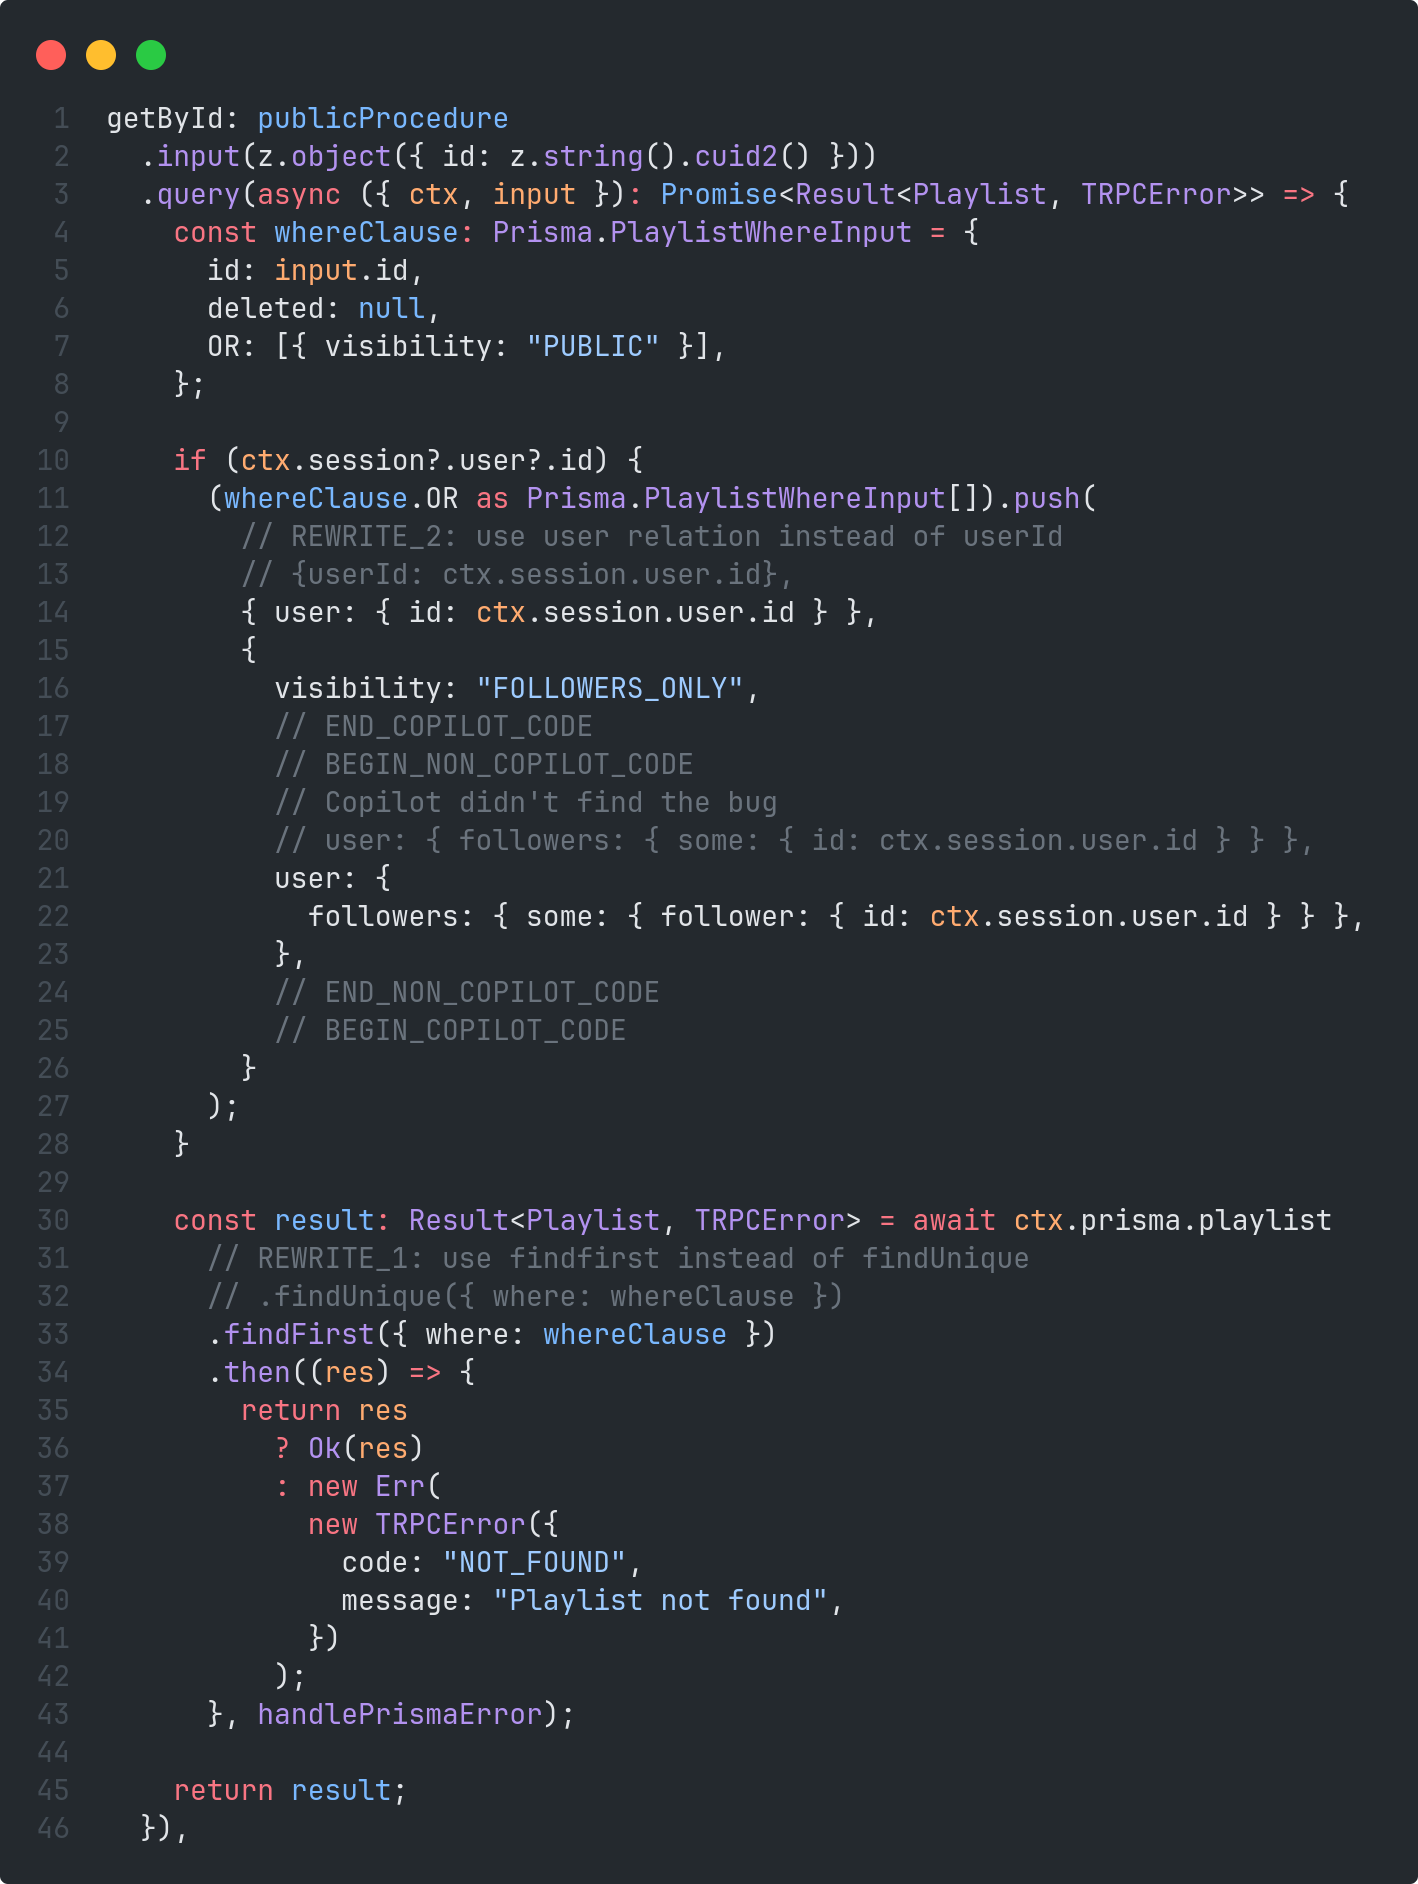 1 getById: publicProcedure
2   .input(z.object({ id: z.string().cuid2() }))
3   .query(async ({ ctx, input }): Promise<Result<Playlist, TRPCError>> => {
4     const whereClause: Prisma.PlaylistWhereInput = {
5       id: input.id,
6       deleted: null,
7       OR: [{ visibility: "PUBLIC" }],
8     };
9
10     if (ctx.session?.user?.id) {
11       (whereClause.OR as Prisma.PlaylistWhereInput[]).push(
12         // REWRITE_2: use user relation instead of userId
13         // {userId: ctx.session.user.id},
14         { user: { id: ctx.session.user.id } },
15         {
16           visibility: "FOLLOWERS_ONLY",
17           // END_COPILOT_CODE
18           // BEGIN_NON_COPILOT_CODE
19           // Copilot didn't find the bug
20           // user: { followers: { some: { id: ctx.session.user.id } } },
21           user: {
22             followers: { some: { follower: { id: ctx.session.user.id } } },
23           },
24           // END_NON_COPILOT_CODE
25           // BEGIN_COPILOT_CODE
26         }
27       );
28     }
29
30     const result: Result<Playlist, TRPCError> = await ctx.prisma.playlist
31       // REWRITE_1: use findfirst instead of findUnique
32       // .findUnique({ where: whereClause })
33       .findFirst({ where: whereClause })
34       .then((res) => {
35         return res
36           ? Ok(res)
37           : new Err(
38             new TRPCError({
39               code: "NOT_FOUND",
40               message: "Playlist not found",
41             })
42           );
43       }, handlePrismaError);
44
45     return result;
46   }),